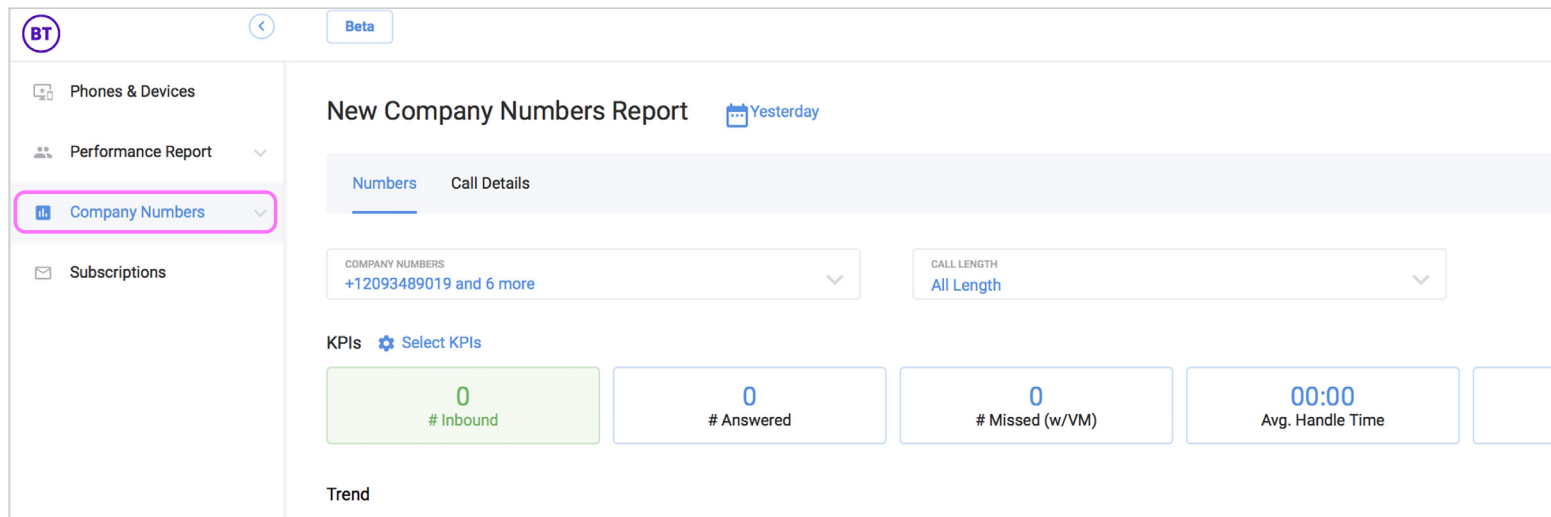 BT
Beta
Phones & Devices
Performance Report
Company Numbers
Subscriptions
New Company Numbers Report
Yesterday
Numbers
Call Details
COMPANY NUMBERS
+12093489019 and 6 more
CALL LENGTH
All Length
KPIs
Select KPIs
0
# Inbound
0
# Answered
0
# Missed (w/VM)
00:00
Avg. Handle Time
Trend